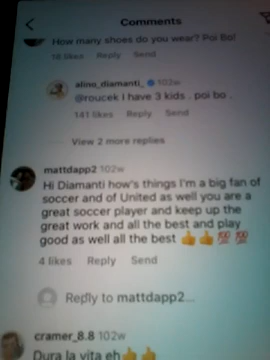 Comments
How many shoes do you wear? Poi Bo!
18 likes Reply Send
alino_diamanti_ 102w
@roucek I have 3 kids . poi bo .
141 likes Reply Send
View 2 more replies
mattdapp2 102w
Hi Diamanti how's things I'm a big fan of
soccer and of United as well you are a
great soccer player and keep up the
great work and all the best and play
good as well all the best 👍👍💯💯
4 likes Reply Send
Reply to mattdapp2...
cramer_8.8 102w
Dura la vita eh👍👍